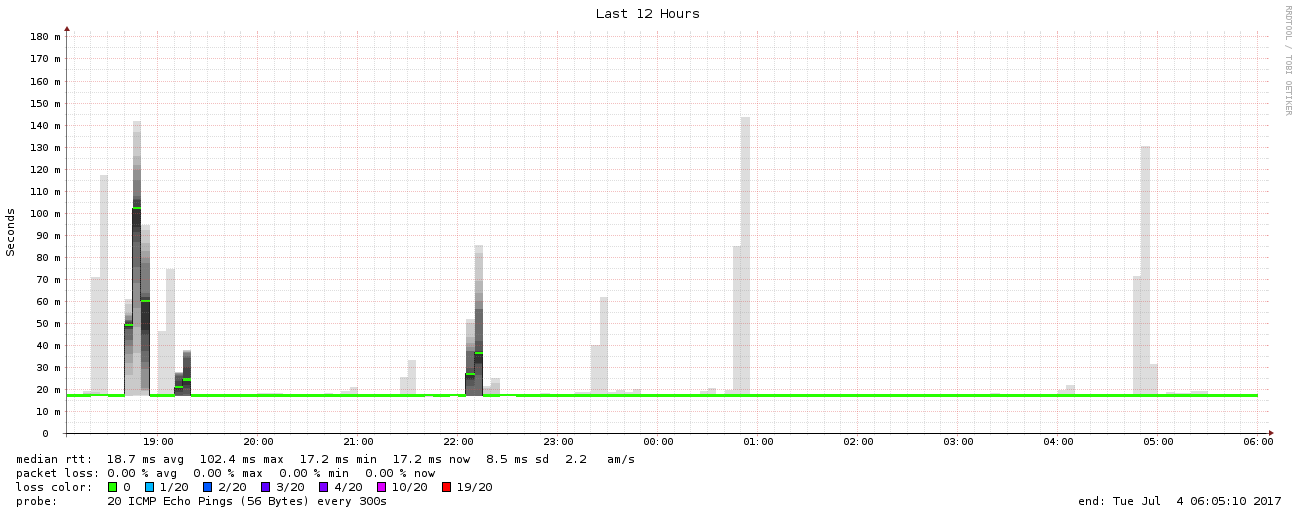 Last 12 Hours
RRDTOOL / TOBI OETIKER
Seconds
180 m
170 m
160 m
150 m
140 m
130 m
120 m
110 m
100 m
90 m
80 m
70 m
60 m
50 m
40 m
30 m
20 m
10 m
0
19:00 20:00 21:00 22:00 23:00 00:00 01:00 02:00 03:00 04:00 05:00 06:00
median rtt: 18.7 ms avg 102.4 ms max 17.2 ms min 17.2 ms now 8.5 ms sd 2.2 am/s
packet loss: 0.00 % avg 0.00 % max 0.00 % min 0.00 % now
loss color: 0 1/20 2/20 3/20 4/20 10/20 19/20
probe: 20 ICMP Echo Pings (56 Bytes) every 300s end: Tue Jul 4 06:05:10 2017